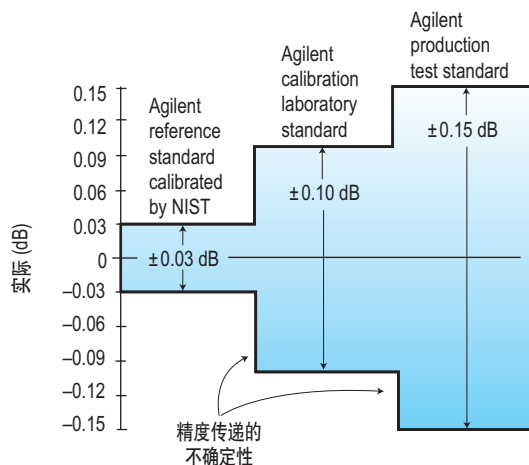 Agilent
production
test standard
Agilent
calibration
laboratory
standard
Agilent
reference
standard
calibrated
by NIST
0.15
0.12
0.09
0.06
0.03
0
–0.03
–0.06
–0.09
–0.12
–0.15
实际 (dB)
±0.03 dB
±0.10 dB
±0.15 dB
精度传递的
不确定性